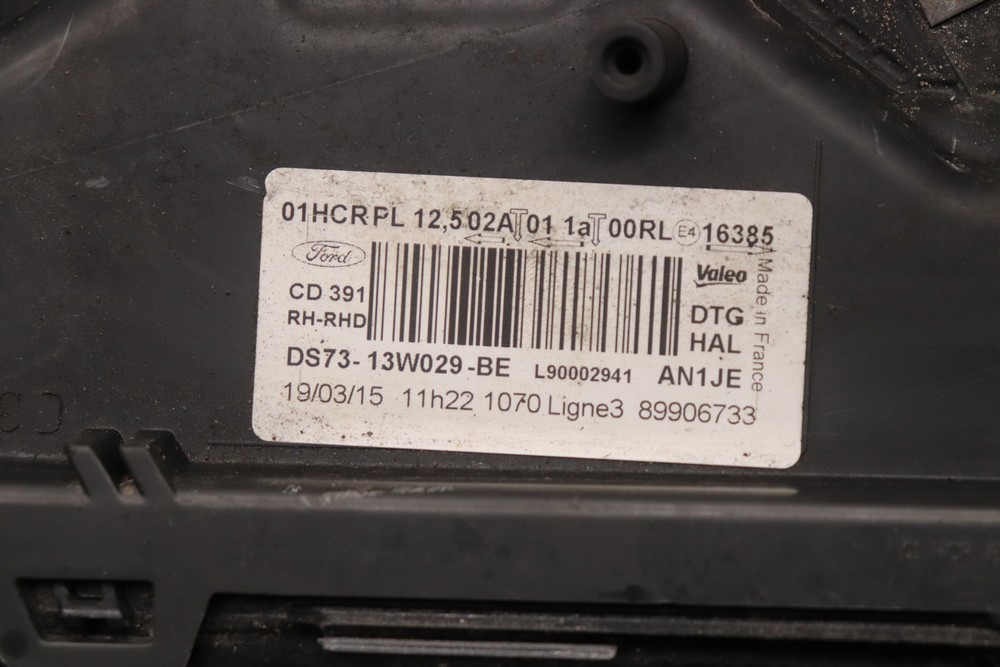 01HCRPL 12,502A 01 1a 00RL E4 16385
Ford
Valeo
Made in France
CD 391
DTG
RH-RHD
HAL
DS73-13W029-BE L90002941 AN1JE
19/03/15 11h22 1070 Ligne3 89906733